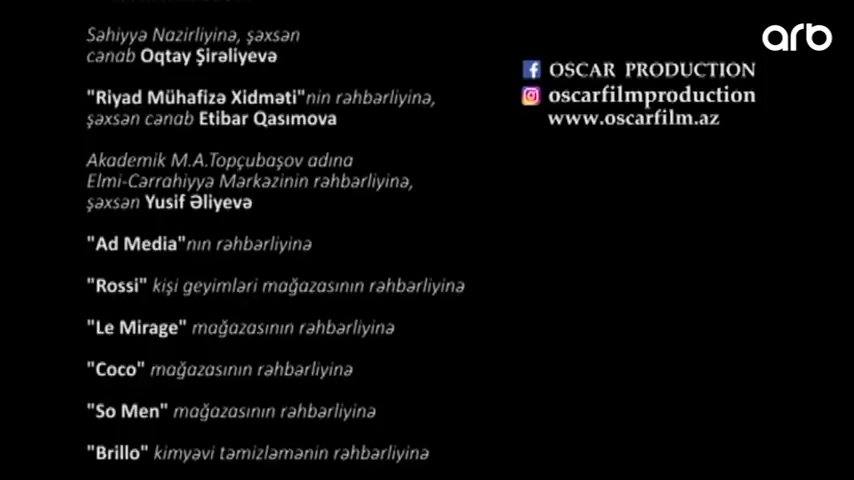 Səhiyyə Nazirliyinə, şəxsən
cənab Oqtay Şirəliyevə
"Riyad Mühafizə Xidməti"nin rəhbərliyinə,
şəxsən cənab Etibar Qasımova
Akademik M.A.Topçubaşov adına
Elmi-Cərrahiyyə Mərkəzinin rəhbərliyinə,
şəxsən Yusif Əliyevə
"Ad Media"nın rəhbərliyinə
"Rossi" kişi geyimləri mağazasının rəhbərliyinə
"Le Mirage" mağazasının rəhbərliyinə
"Coco" mağazasının rəhbərliyinə
"So Men" mağazasının rəhbərliyinə
"Brillo" kimyəvi təmizləmənin rəhbərliyinə
arb
OSCAR PRODUCTION
oscarfilmproduction
www.oscarfilm.az